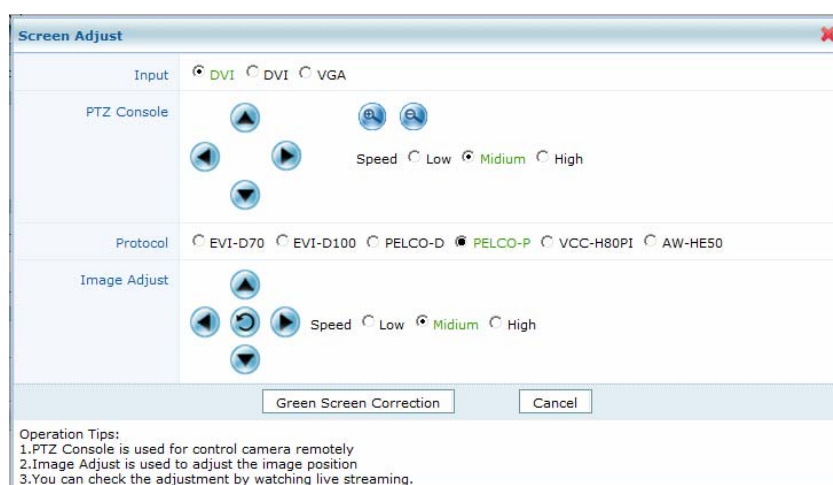 Screen Adjust
Input DVI DVI VGA
PTZ Console
Speed Low Midium High
Protocol EVI-D70 EVI-D100 PELCO-D PELCO-P VCC-H80PI AW-HE50
Image Adjust
Speed Low Midium High
Green Screen Correction Cancel
Operation Tips:
1.PTZ Console is used for control camera remotely
2.Image Adjust is used to adjust the image position
3.You can check the adjustment by watching live streaming.